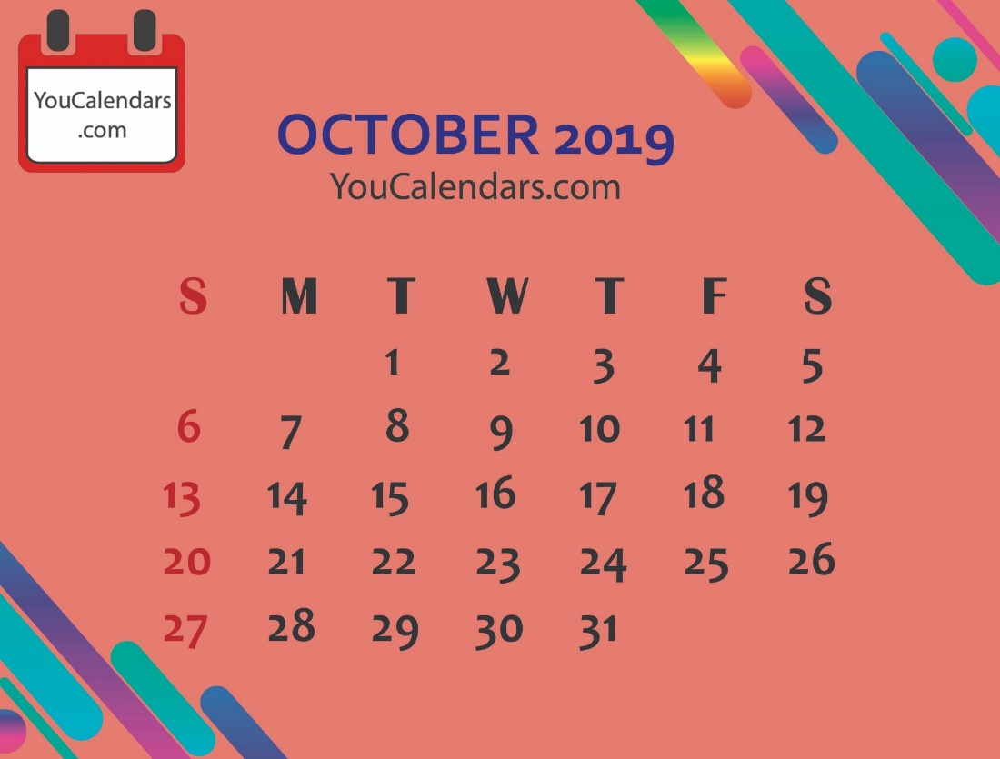 YouCalendars
.com
OCTOBER 2019
YouCalendars.com
S M T W T F S
1 2 3 4 5
6 7 8 9 10 11 12
13 14 15 16 17 18 19
20 21 22 23 24 25 26
27 28 29 30 31